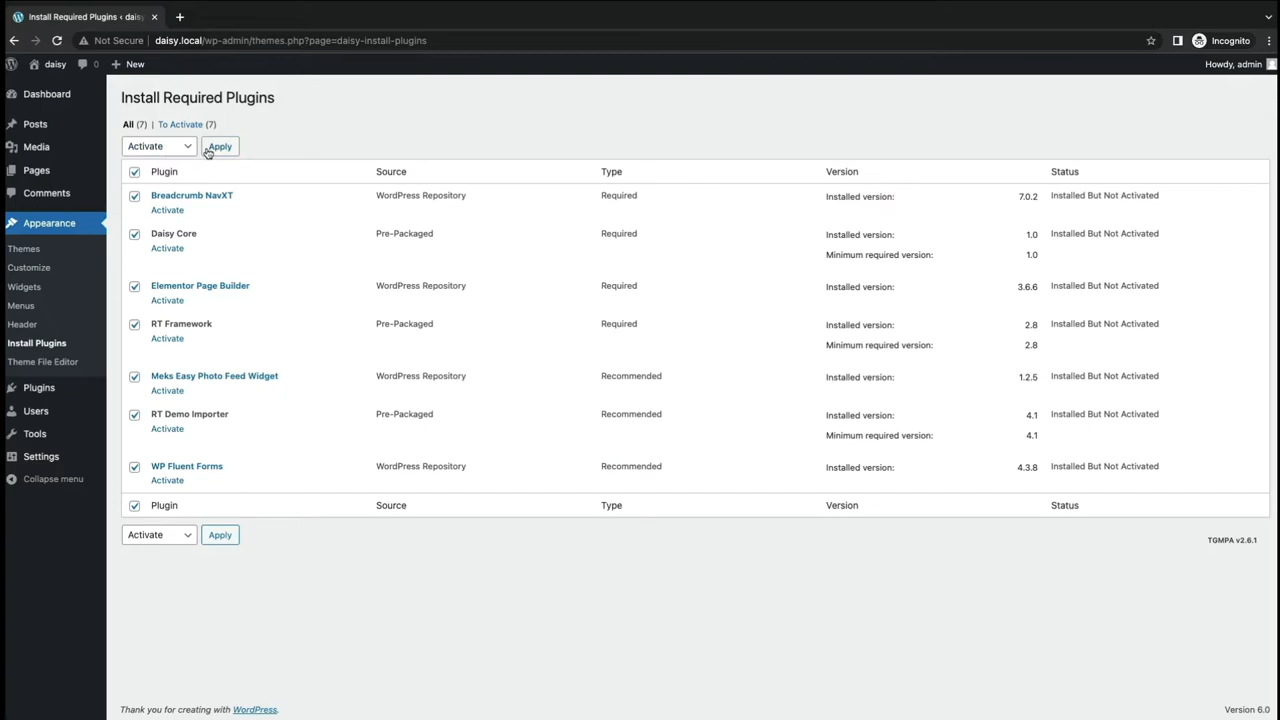 Install Required Plugins ‹ daisy
Not Secure daisy.local/wp-admin/themes.php?page=daisy-install-plugins Incognito
daisy 0 New Howdy, admin
Dashboard
Posts
Media
Pages
Comments
Appearance
Themes
Customize
Widgets
Menus
Header
Install Plugins
Theme File Editor
Plugins
Users
Tools
Settings
Collapse menu
Install Required Plugins
All (7) | To Activate (7)
Activate Apply
Plugin Source Type Version Status
Breadcrumb NavXT WordPress Repository Required Installed version: 7.0.2 Installed But Not Activated
Activate
Daisy Core Pre-Packaged Required Installed version: 1.0 Installed But Not Activated
Activate Minimum required version: 1.0
Elementor Page Builder WordPress Repository Required Installed version: 3.6.6 Installed But Not Activated
Activate
RT Framework Pre-Packaged Required Installed version: 2.8 Installed But Not Activated
Activate Minimum required version: 2.8
Meks Easy Photo Feed Widget WordPress Repository Recommended Installed version: 1.2.5 Installed But Not Activated
Activate
RT Demo Importer Pre-Packaged Recommended Installed version: 4.1 Installed But Not Activated
Activate Minimum required version: 4.1
WP Fluent Forms WordPress Repository Recommended Installed version: 4.3.8 Installed But Not Activated
Activate
Plugin Source Type Version Status
Activate Apply
TGMPA v2.6.1
Thank you for creating with WordPress. Version 6.0